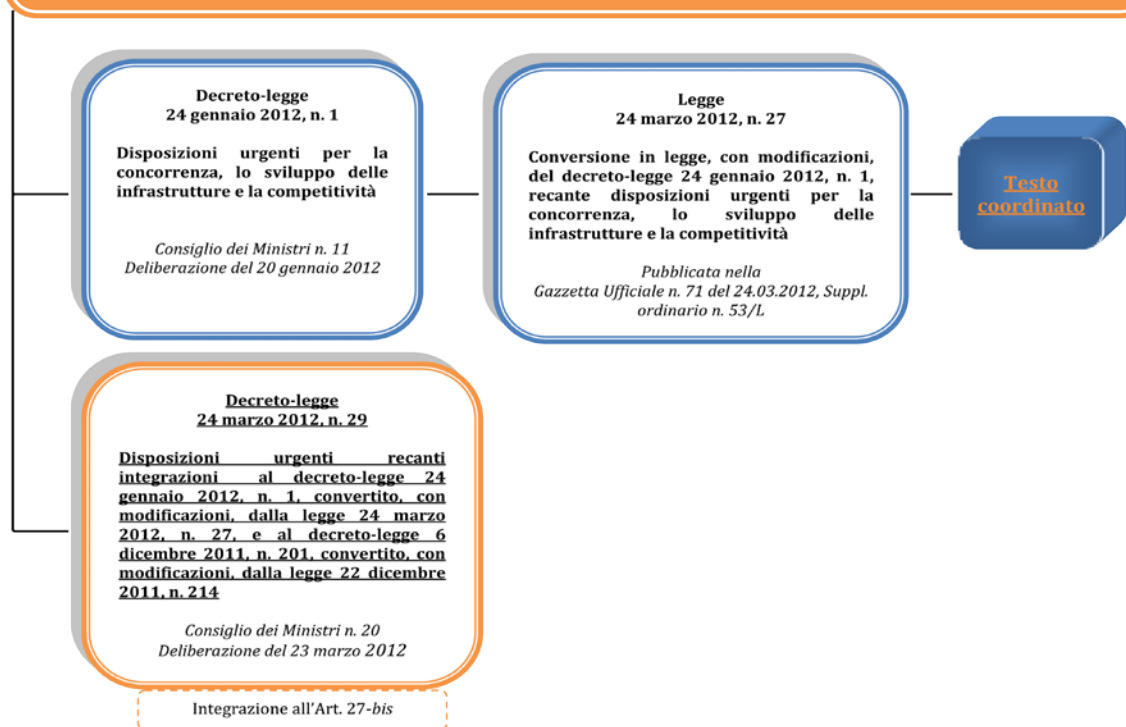 Decreto-legge
24 gennaio 2012, n. 1
Disposizioni urgenti per la
concorrenza, lo sviluppo delle
infrastrutture e la competitività
Consiglio dei Ministri n. 11
Deliberazione del 20 gennaio 2012
Legge
24 marzo 2012, n. 27
Conversione in legge, con modificazioni,
del decreto-legge 24 gennaio 2012, n. 1,
recante disposizioni urgenti per la
concorrenza, lo sviluppo delle
infrastrutture e la competitività
Pubblicata nella
Gazzetta Ufficiale n. 71 del 24.03.2012, Suppl.
ordinario n. 53/L
Testo
coordinato
Decreto-legge
24 marzo 2012, n. 29
Disposizioni urgenti recanti
integrazioni al decreto-legge 24
gennaio 2012, n. 1, convertito, con
modificazioni, dalla legge 24 marzo
2012, n. 27, e al decreto-legge 6
dicembre 2011, n. 201, convertito, con
modificazioni, dalla legge 22 dicembre
2011, n. 214
Consiglio dei Ministri n. 20
Deliberazione del 23 marzo 2012
Integrazione all'Art. 27-bis